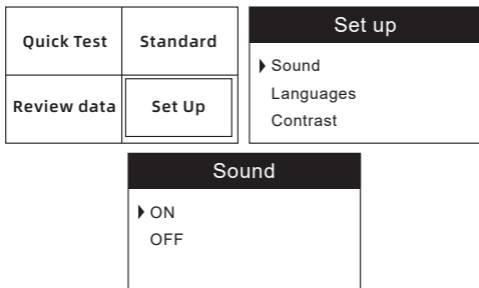 Quick Test
Standard
Review data
Set Up
Set up
Sound
Languages
Contrast
Sound
ON
OFF